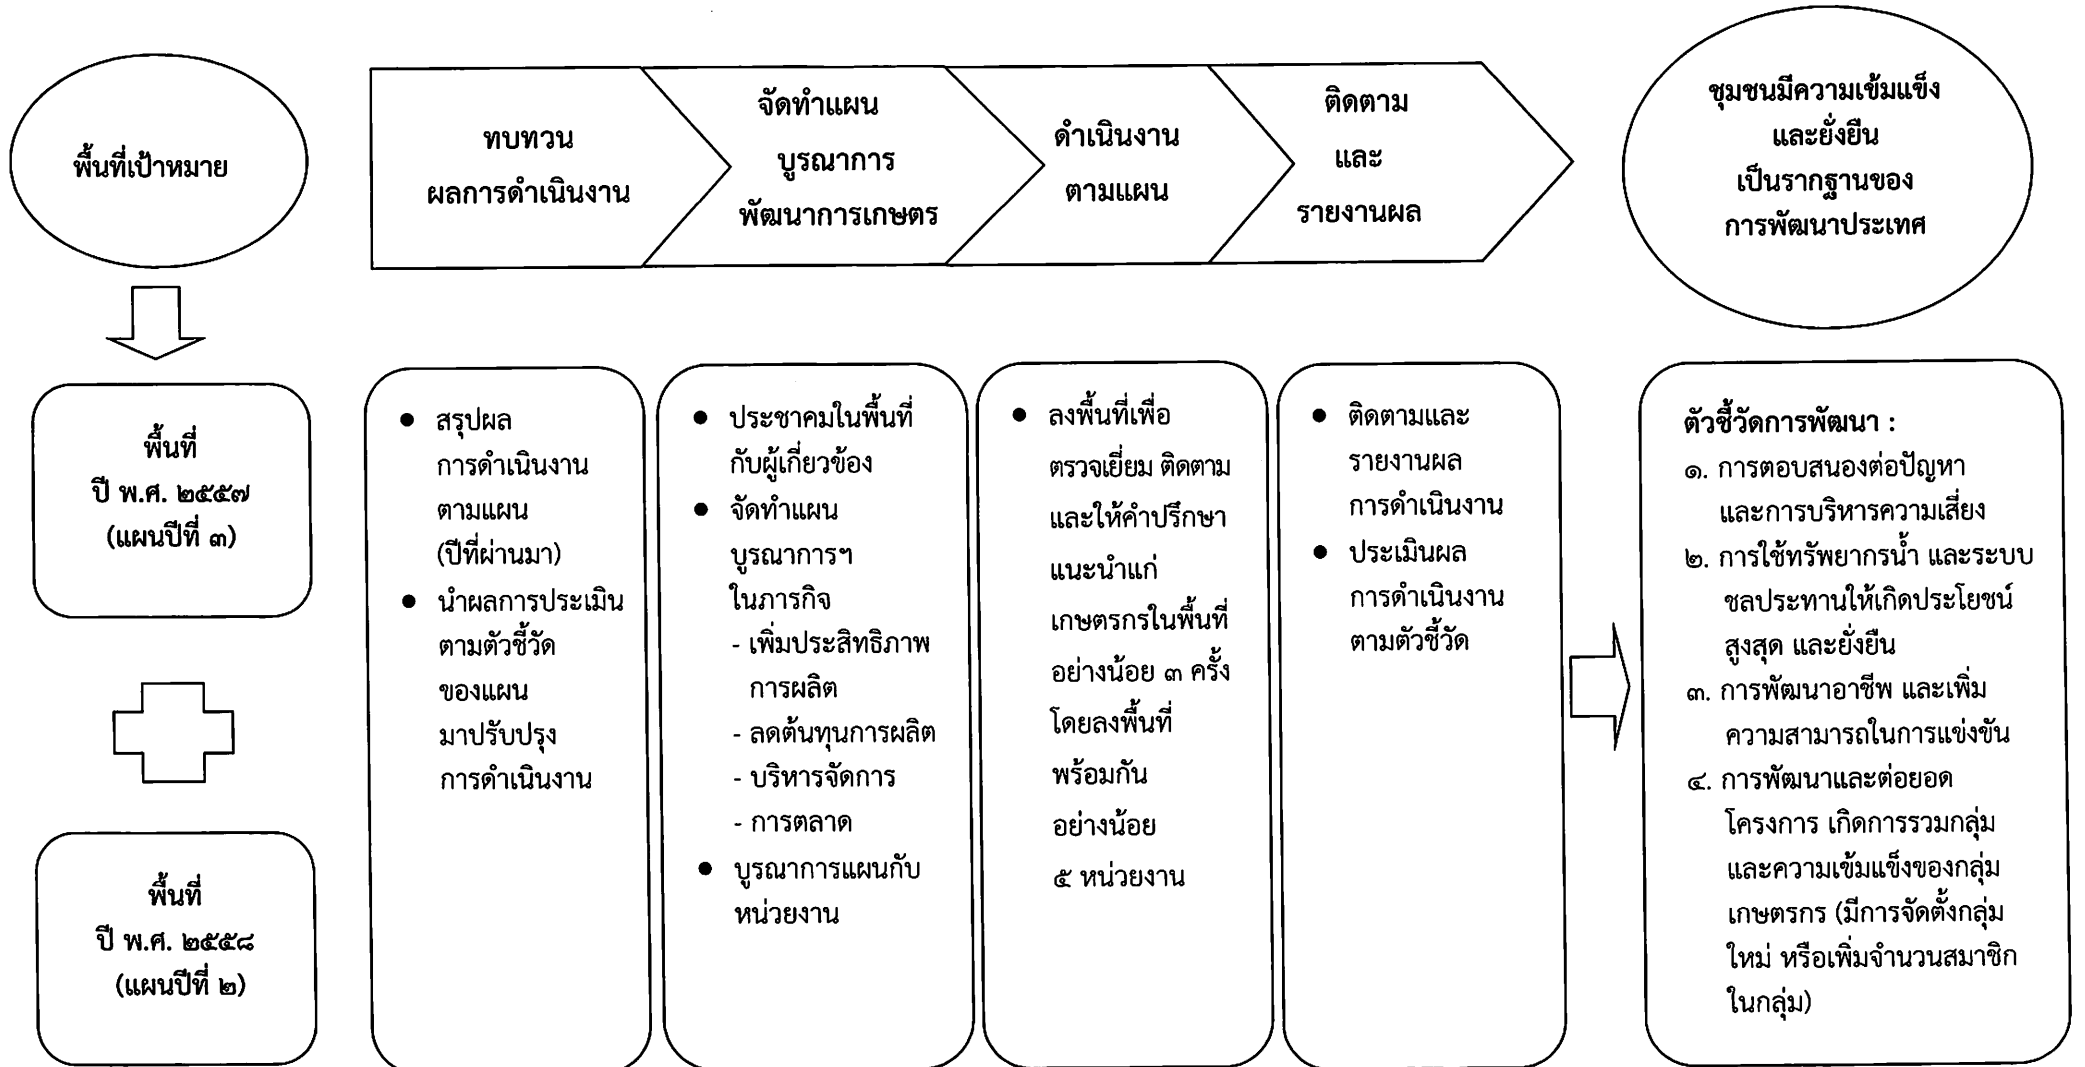 พื้นที่เป้าหมาย
ทบทวน
ผลการดำเนินงาน
จัดทำแผน
บูรณาการ
พัฒนาการเกษตร
ดำเนินงาน
ตามแผน
ติดตาม
และ
รายงานผล
ชุมชนมีความเข้มแข็ง
และยั่งยืน
เป็นรากฐานของ
การพัฒนาประเทศ
พื้นที่
ปี พ.ศ. ๒๕๕๗
(แผนปีที่ ๓)
พื้นที่
ปี พ.ศ. ๒๕๕๘
(แผนปีที่ ๒)
● สรุปผล
การดำเนินงาน
ตามแผน
(ปีที่ผ่านมา)
● นำผลการประเมิน
ตามตัวชี้วัด
ของแผน
มาปรับปรุง
การดำเนินงาน
● ประชาคมในพื้นที่
กับผู้เกี่ยวข้อง
● จัดทำแผน
บูรณาการฯ
ในภารกิจ
- เพิ่มประสิทธิภาพ
การผลิต
- ลดต้นทุนการผลิต
- บริหารจัดการ
- การตลาด
● บูรณาการแผนกับ
หน่วยงาน
● ลงพื้นที่เพื่อ
ตรวจเยี่ยม ติดตาม
และให้คำปรึกษา
แนะนำแก่
เกษตรกรในพื้นที่
อย่างน้อย ๓ ครั้ง
โดยลงพื้นที่
พร้อมกัน
อย่างน้อย
๕ หน่วยงาน
● ติดตามและ
รายงานผล
การดำเนินงาน
● ประเมินผล
การดำเนินงาน
ตามตัวชี้วัด
ตัวชี้วัดการพัฒนา :
๑. การตอบสนองต่อปัญหา
และการบริหารความเสี่ยง
๒. การใช้ทรัพยากรน้ำ และระบบ
ชลประทานให้เกิดประโยชน์
สูงสุด และยั่งยืน
๓. การพัฒนาอาชีพ และเพิ่ม
ความสามารถในการแข่งขัน
๔. การพัฒนาและต่อยอด
โครงการ เกิดการรวมกลุ่ม
และความเข้มแข็งของกลุ่ม
เกษตรกร (มีการจัดตั้งกลุ่ม
ใหม่ หรือเพิ่มจำนวนสมาชิก
ในกลุ่ม)